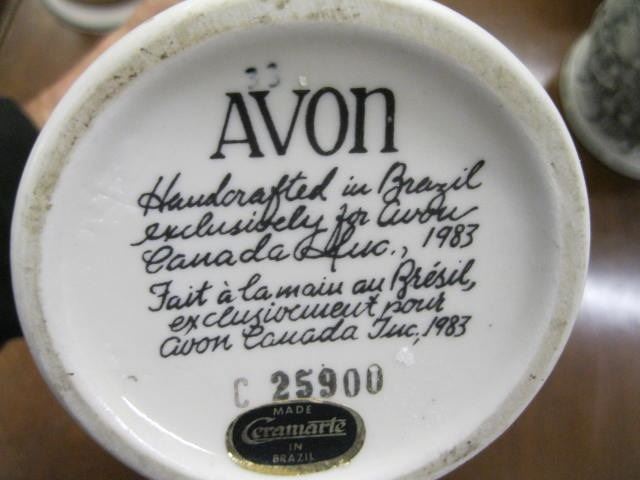 33
AVON
Handcrafted in Brazil
exclusively for Avon
Canada Inc., 1983
Fait à la main au Brésil,
exclusivement pour
Avon Canada Inc, 1983
C 25900
MADE
Ceramarte
IN
BRAZIL